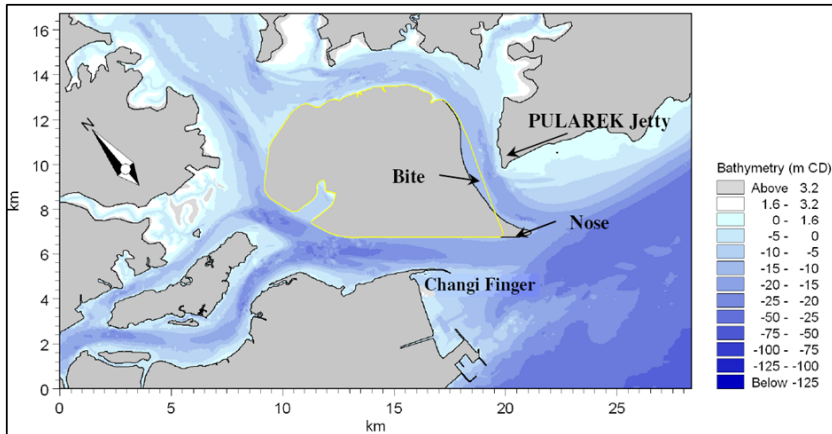 16
14
12
10
8
6
4
2
0
km
N
PULAREK Jetty
Bite
Nose
Changi Finger
0 5 10 15 20 25
km
Bathymetry (m CD)
Above 3.2
1.6 - 3.2
0 - 1.6
-5 - 0
-10 - -5
-15 - -10
-20 - -15
-25 - -20
-50 - -25
-75 - -50
-100 - -75
-125 - -100
Below -125